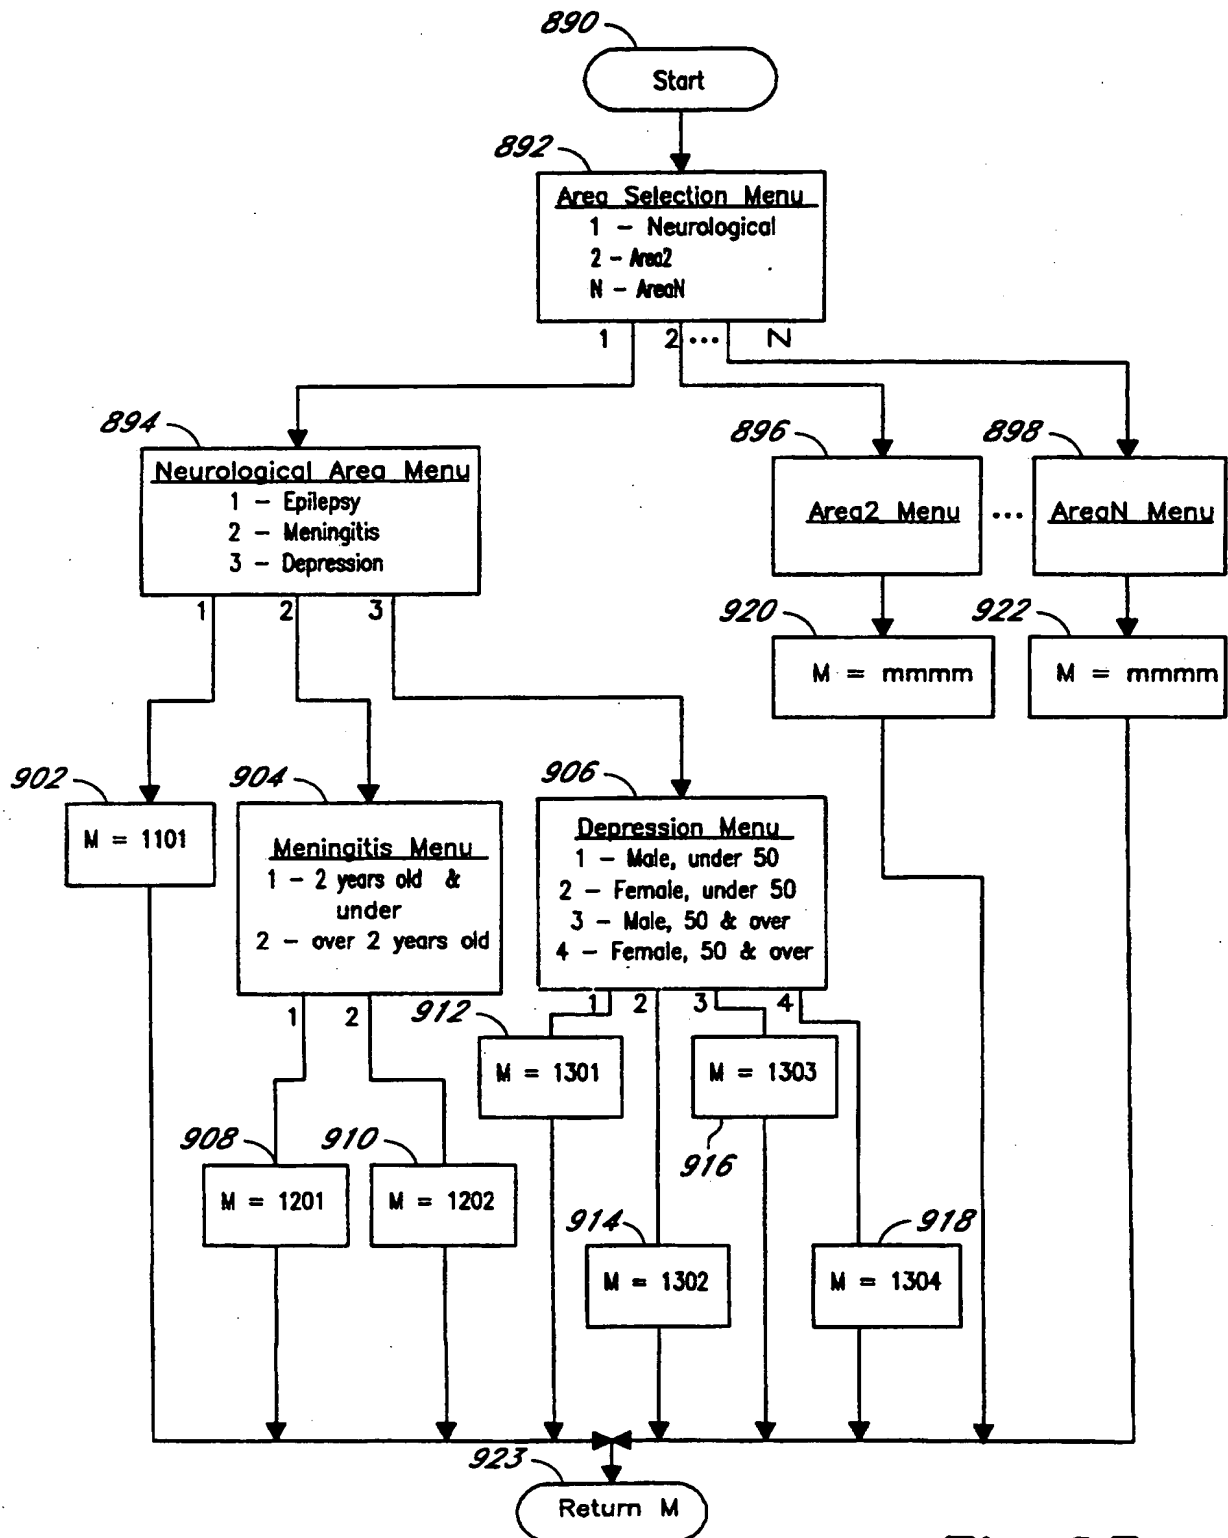 890
Start
892
Area Selection Menu
1 - Neurological
2 - Area2
N - AreaN
1 2 ... N
894
Neurological Area Menu
1 - Epilepsy
2 - Meningitis
3 - Depression
1 2 3
896
Area2 Menu
...
898
AreaN Menu
920
M = mmmm
922
M = mmmm
902
M = 1101
904
Meningitis Menu
1 - 2 years old &
under
2 - over 2 years old
1 2
906
Depression Menu
1 - Male, under 50
2 - Female, under 50
3 - Male, 50 & over
4 - Female, 50 & over
1 2 3 4
912
M = 1301
M = 1303
916
908
M = 1201
910
M = 1202
914
M = 1302
918
M = 1304
923
Return M